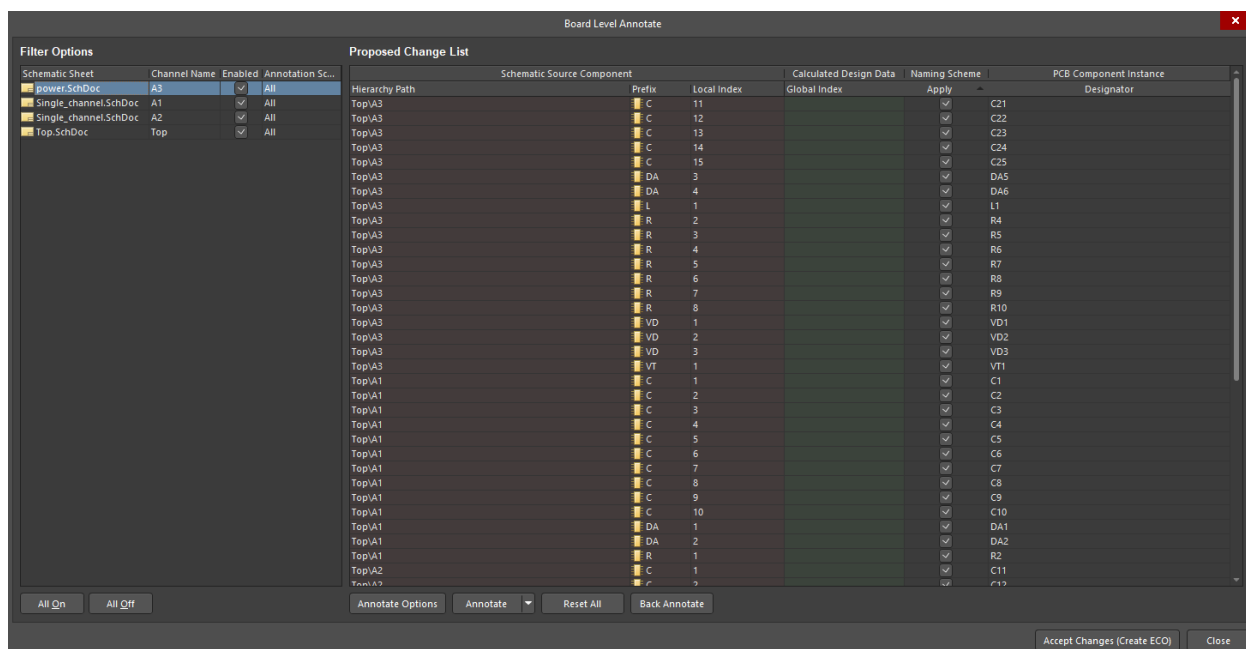 Board Level Annotate
Filter Options
Schematic Sheet Channel Name Enabled Annotation Sc...
power.SchDoc A3 All
Single_channel.SchDoc A1 All
Single_channel.SchDoc A2 All
Top.SchDoc Top All
All On All Off
Proposed Change List
Schematic Source Component Calculated Design Data Naming Scheme PCB Component Instance
Hierarchy Path Prefix Local Index Global Index Apply Designator
Top\A3 C 11 C21
Top\A3 C 12 C22
Top\A3 C 13 C23
Top\A3 C 14 C24
Top\A3 C 15 C25
Top\A3 DA 3 DA5
Top\A3 DA 4 DA6
Top\A3 L 1 L1
Top\A3 R 2 R4
Top\A3 R 3 R5
Top\A3 R 4 R6
Top\A3 R 5 R7
Top\A3 R 6 R8
Top\A3 R 7 R9
Top\A3 R 8 R10
Top\A3 VD 1 VD1
Top\A3 VD 2 VD2
Top\A3 VD 3 VD3
Top\A3 VT 1 VT1
Top\A1 C 1 C1
Top\A1 C 2 C2
Top\A1 C 3 C3
Top\A1 C 4 C4
Top\A1 C 5 C5
Top\A1 C 6 C6
Top\A1 C 7 C7
Top\A1 C 8 C8
Top\A1 C 9 C9
Top\A1 C 10 C10
Top\A1 DA 1 DA1
Top\A1 DA 2 DA2
Top\A1 R 1 R2
Top\A2 C 1 C11
Top\A2 C 2 C12
Annotate Options Annotate Reset All Back Annotate
Accept Changes (Create ECO) Close